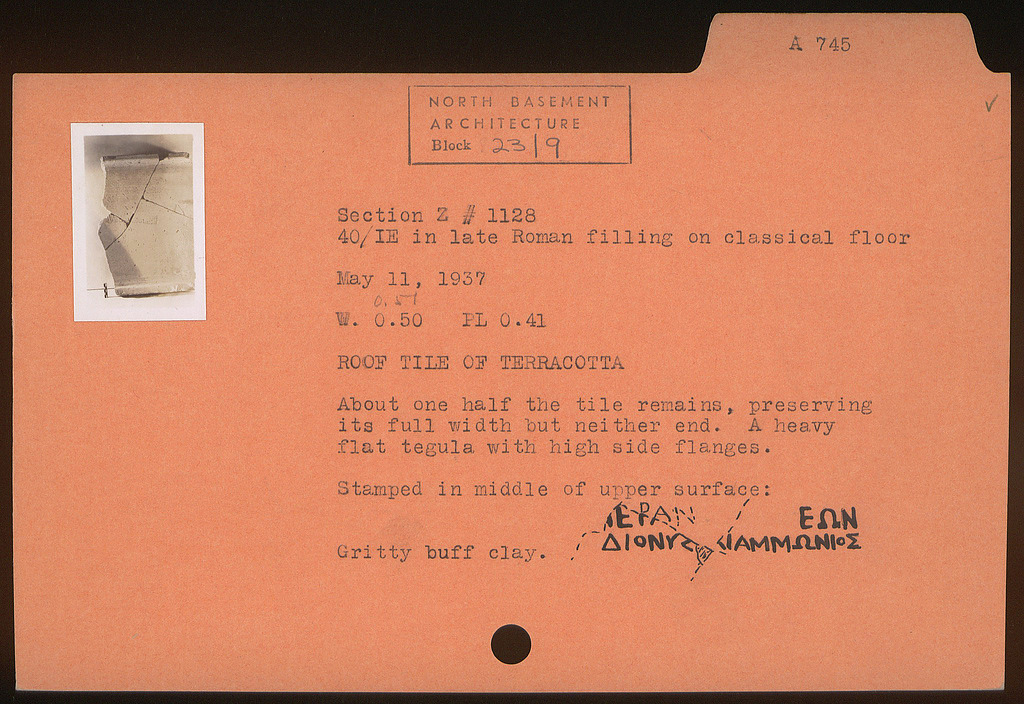 A 745
NORTH BASEMENT
ARCHITECTURE
Block 23/9
Section Z # 1128
40/IE in late Roman filling on classical floor
May 11, 1937
0.51
W. 0.50 PL 0.41
ROOF TILE OF TERRACOTTA
About one half the tile remains, preserving
its full width but neither end. A heavy
flat tegula with high side flanges.
Stamped in middle of upper surface:
ΙΕΡΑΝ ΕΩΝ
ΔΙΟΝΥΣ ΙΑΜΜΩΝΙΟΣ
Gritty buff clay.